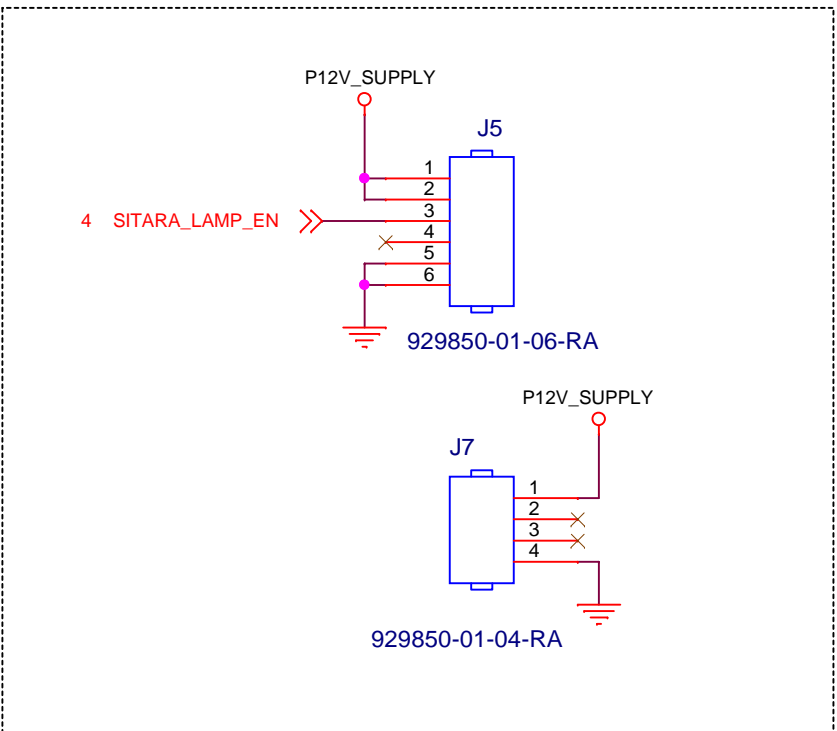 P12V_SUPPLY
J5
1
2
4 SITARA_LAMP_EN 3
4
5
6
929850-01-06-RA
P12V_SUPPLY
J7
1
2
3
4
929850-01-04-RA